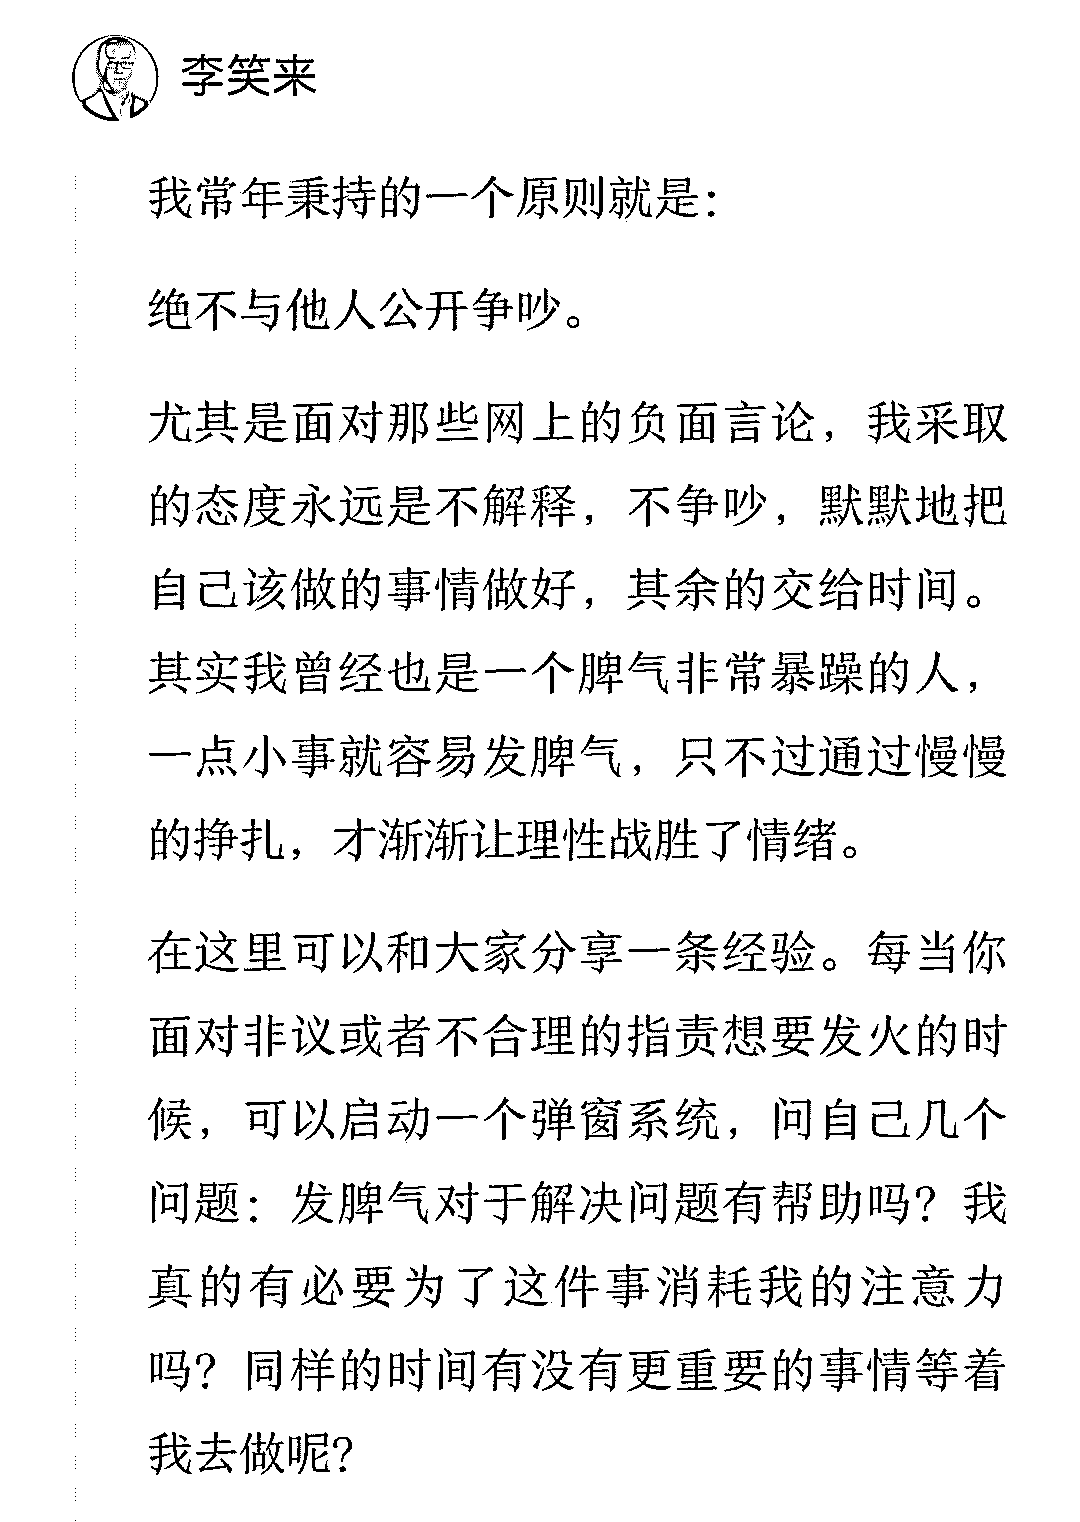 李笑来
我常年秉持的一个原则就是：
绝不与他人公开争吵。
尤其是面对那些网上的负面言论，我采取
的态度永远是不解释，不争吵，默默地把
自己该做的事情做好，其余的交给时间。
其实我曾经也是一个脾气非常暴躁的人，
一点小事就容易发脾气，只不过通过慢慢
的挣扎，才渐渐让理性战胜了情绪。
在这里可以和大家分享一条经验。每当你
面对非议或者不合理的指责想要发火的时
候，可以启动一个弹窗系统，问自己几个
问题：发脾气对于解决问题有帮助吗？我
真的有必要为了这件事消耗我的注意力
吗？同样的时间有没有更重要的事情等着
我去做呢？